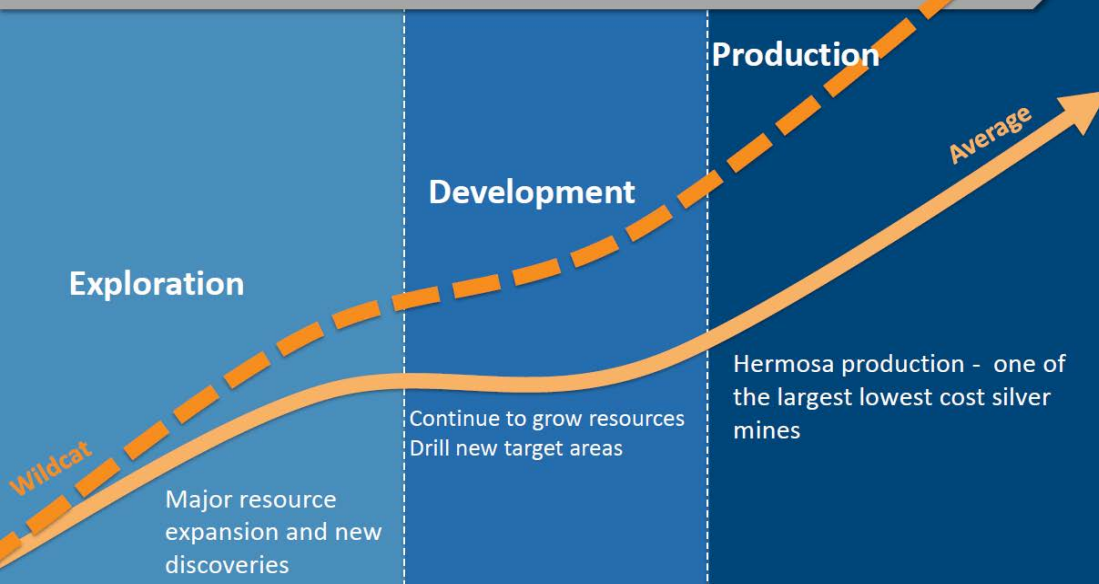 Production
Average
Development
Exploration
Hermosa production - one of
the largest lowest cost silver
mines
Continue to grow resources
Drill new target areas
Wildcat
Major resource
expansion and new
discoveries